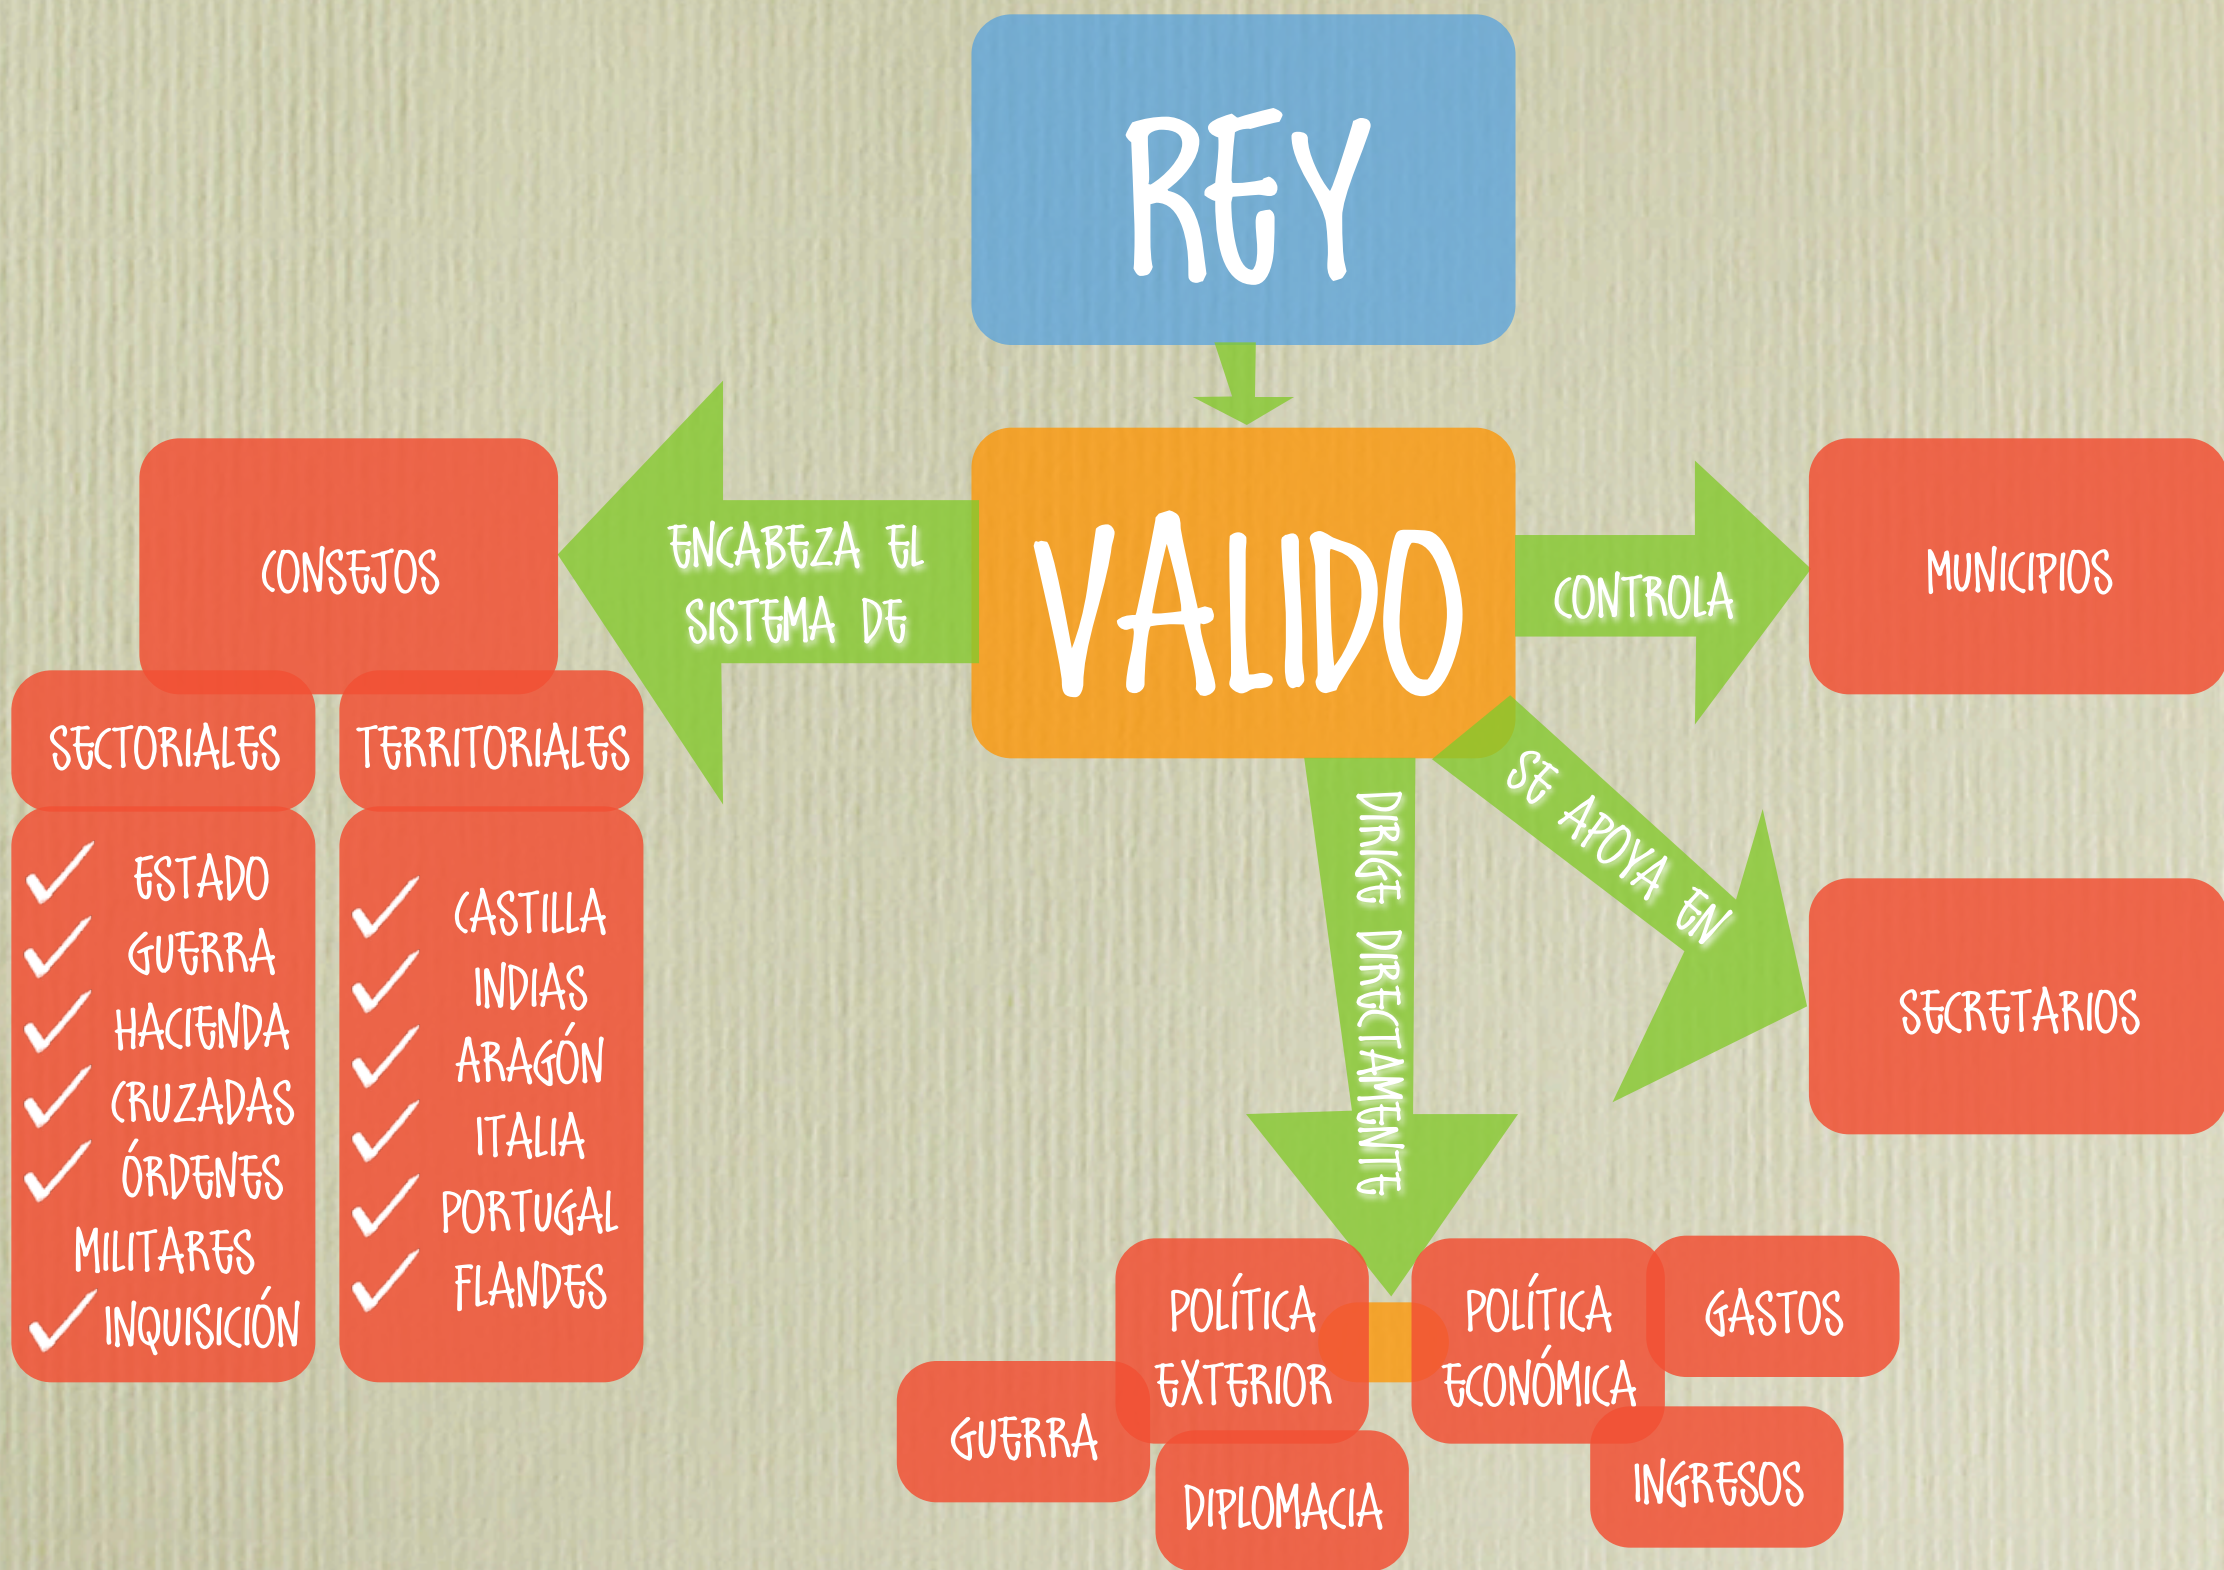 REY
VALIDO
ENCABEZA EL
SISTEMA DE
CONSEJOS
SECTORIALES
ESTADO
GUERRA
HACIENDA
CRUZADAS
ÓRDENES
MILITARES
INQUISICIÓN
TERRITORIALES
CASTILLA
INDIAS
ARAGÓN
ITALIA
PORTUGAL
FLANDES
CONTROLA
MUNICIPIOS
SE APOYA EN
SECRETARIOS
DIRIGE DIRECTAMENTE
POLÍTICA
EXTERIOR
GUERRA
DIPLOMACIA
POLÍTICA
ECONÓMICA
GASTOS
INGRESOS